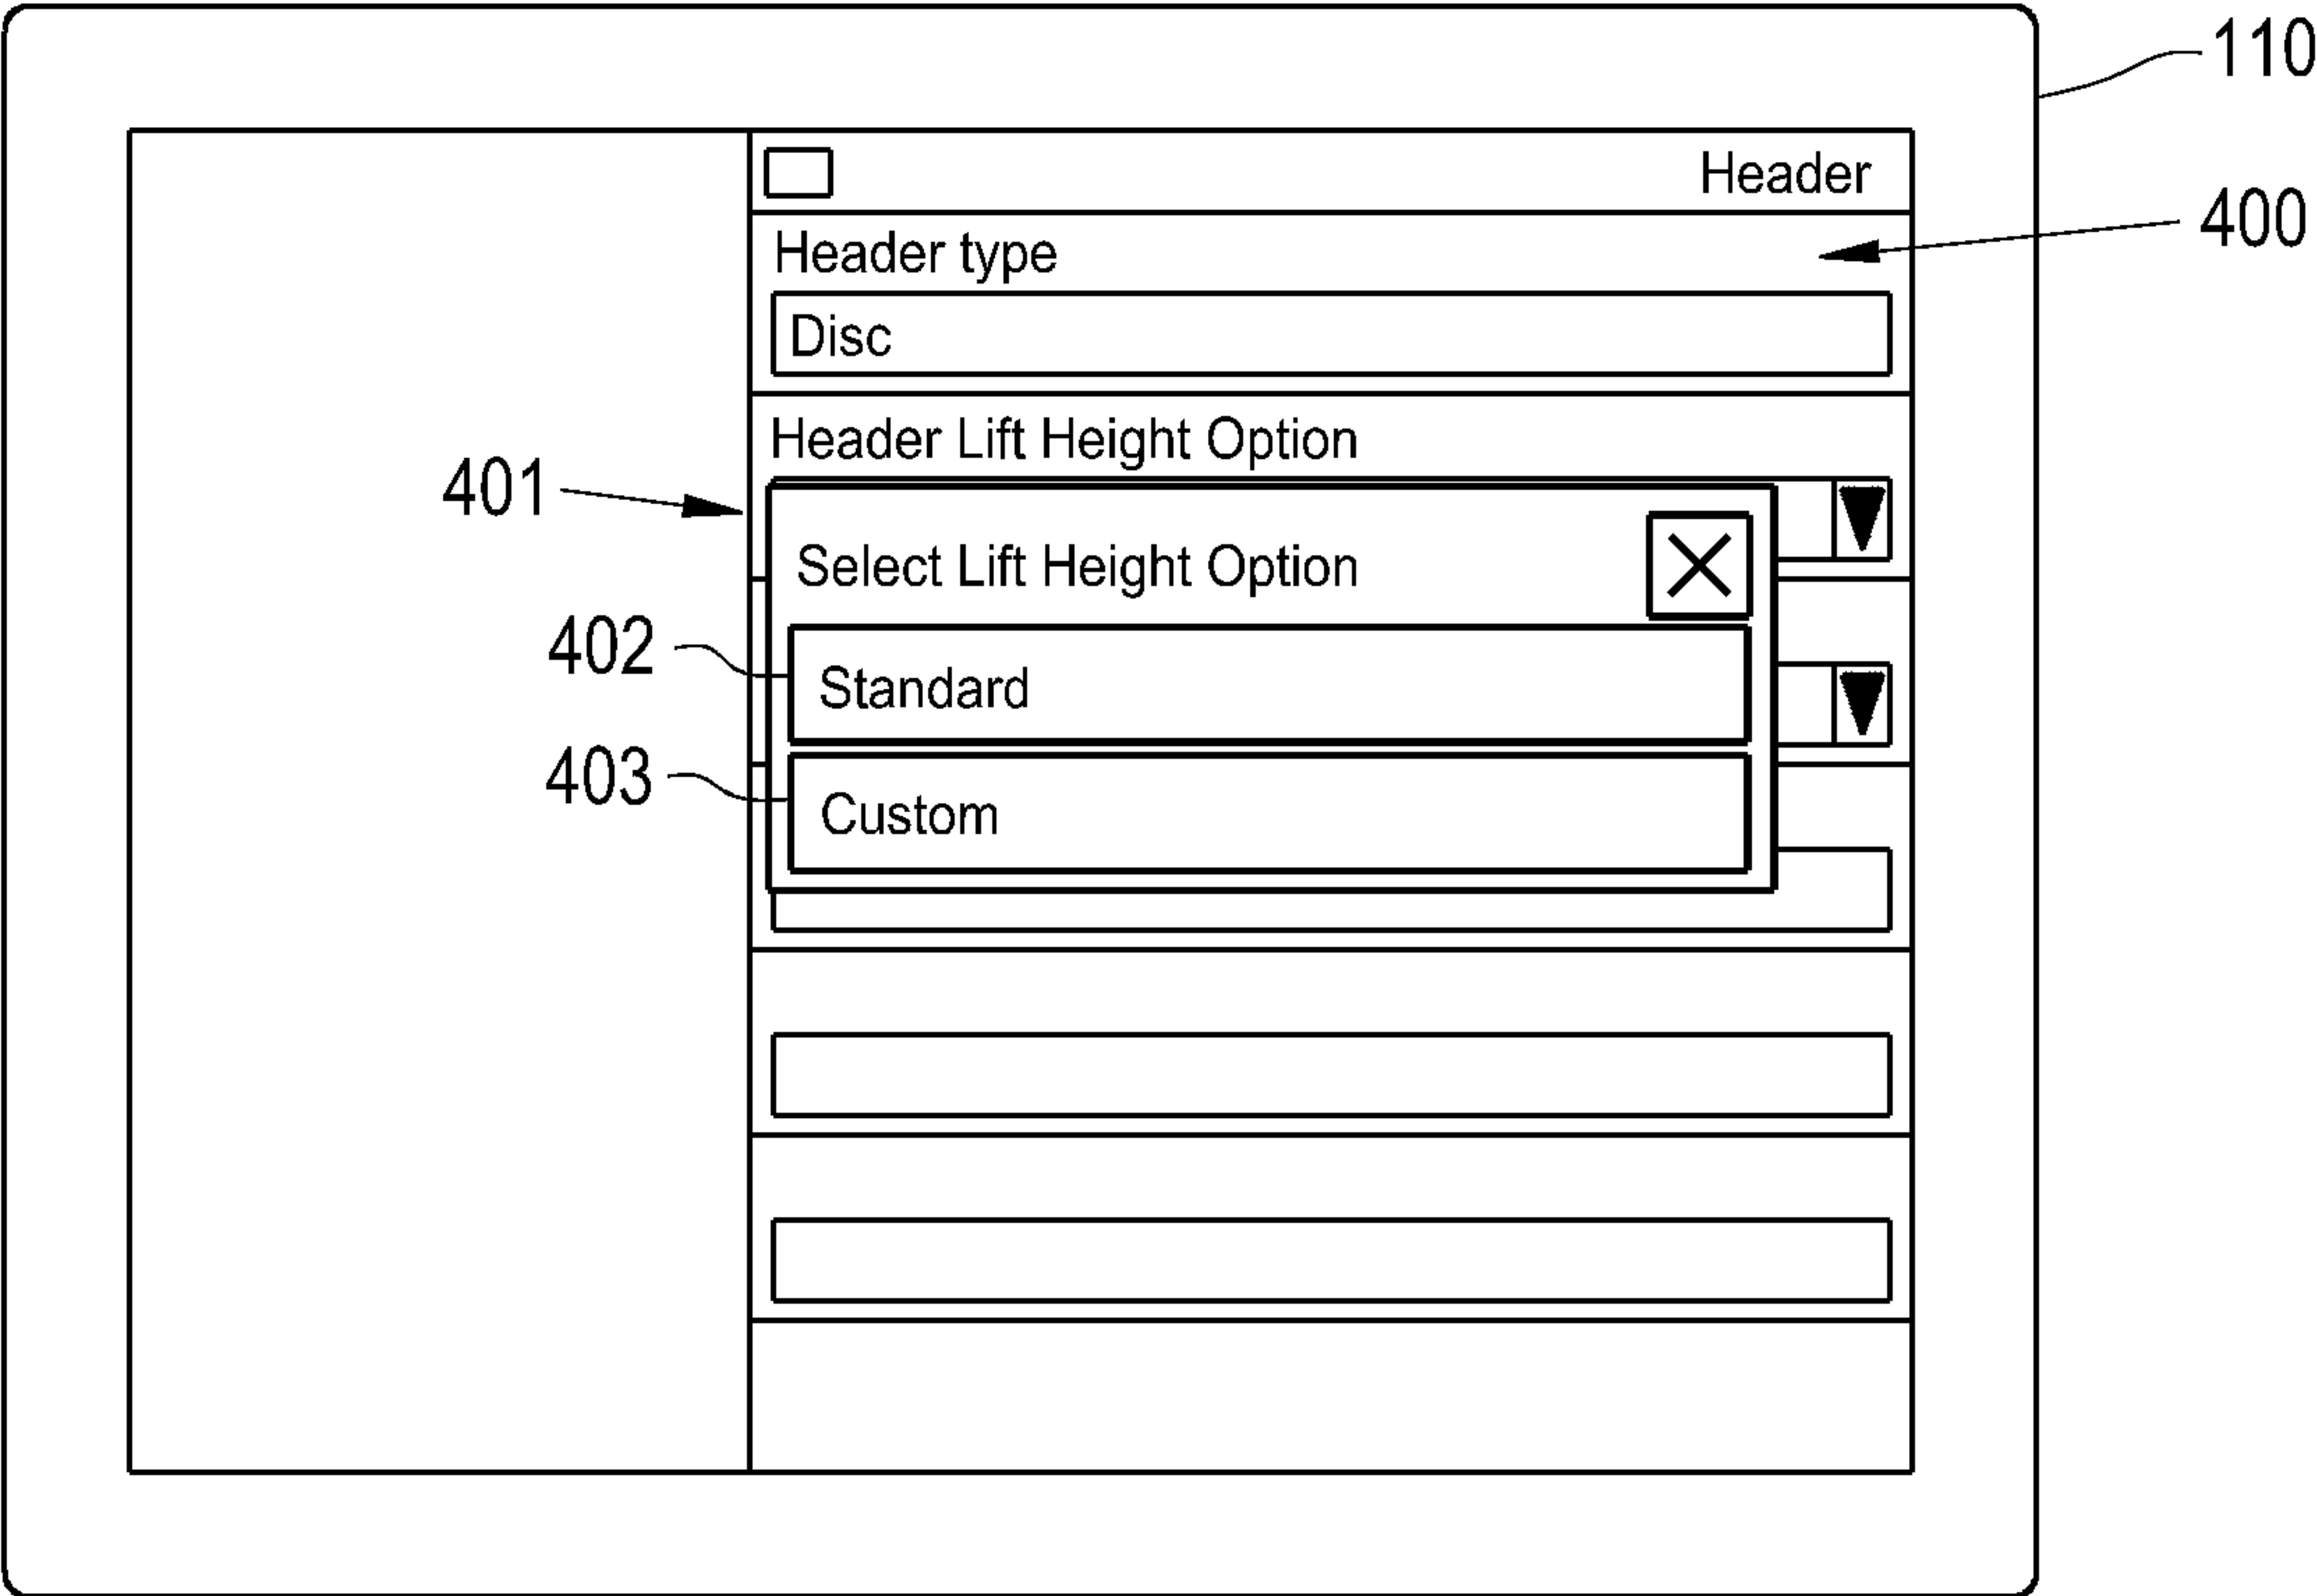 110
Header
400
Header type
Disc
Header Lift Height Option
401
Select Lift Height Option
402
Standard
403
Custom